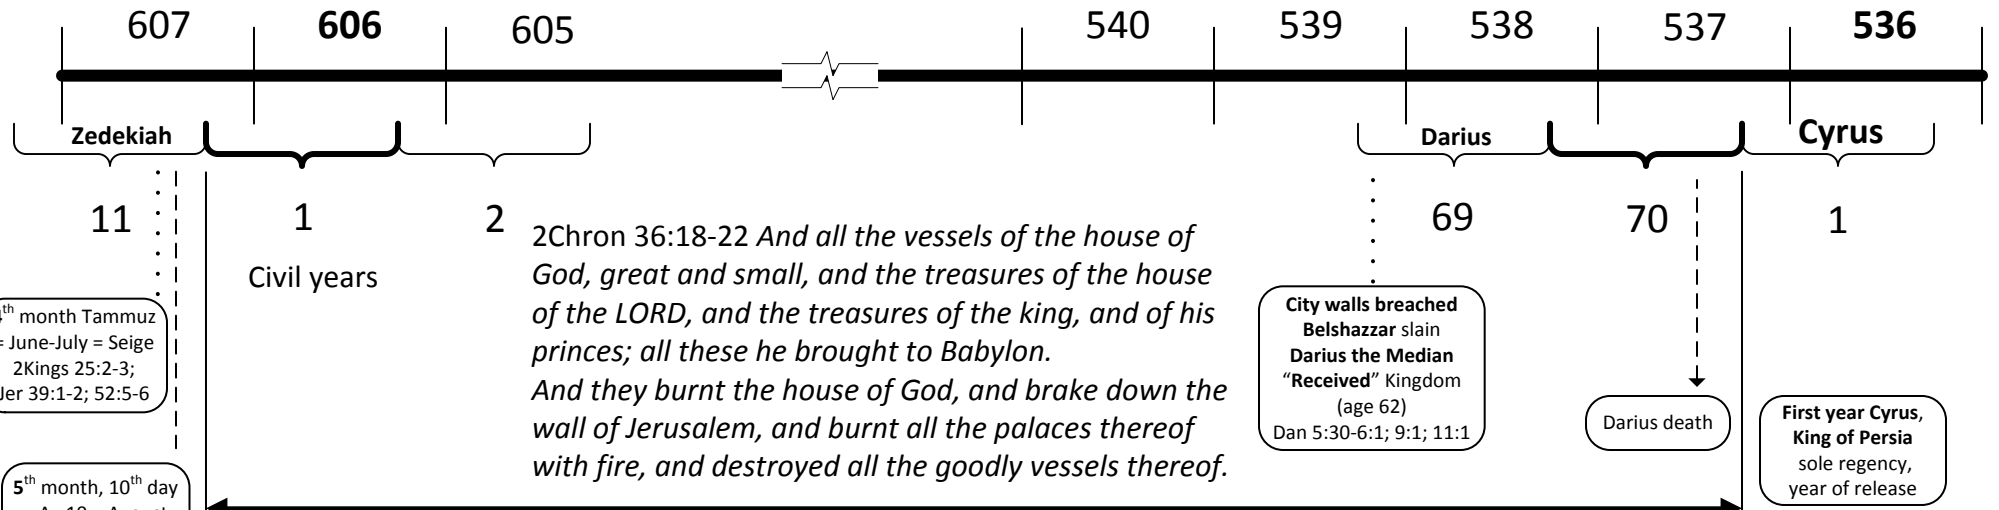 607 606 605 540 539 538 537 536
Zedekiah Darius Cyrus
11 1 2 69 70 1
Civil years
2Chron 36:18-22 And all the vessels of the house of
God, great and small, and the treasures of the house
of the LORD, and the treasures of the king, and of his
princes; all these he brought to Babylon.
And they burnt the house of God, and brake down the
wall of Jerusalem, and burnt all the palaces thereof
with fire, and destroyed all the goodly vessels thereof.
4th month Tammuz
= June-July = Seige
2Kings 25:2-3;
Jer 39:1-2; 52:5-6
5th month, 10th day
City walls breached
Belshazzar slain
Darius the Median
“Received” Kingdom
(age 62)
Dan 5:30-6:1; 9:1; 11:1
Darius death
First year Cyrus,
King of Persia
sole regency,
year of release